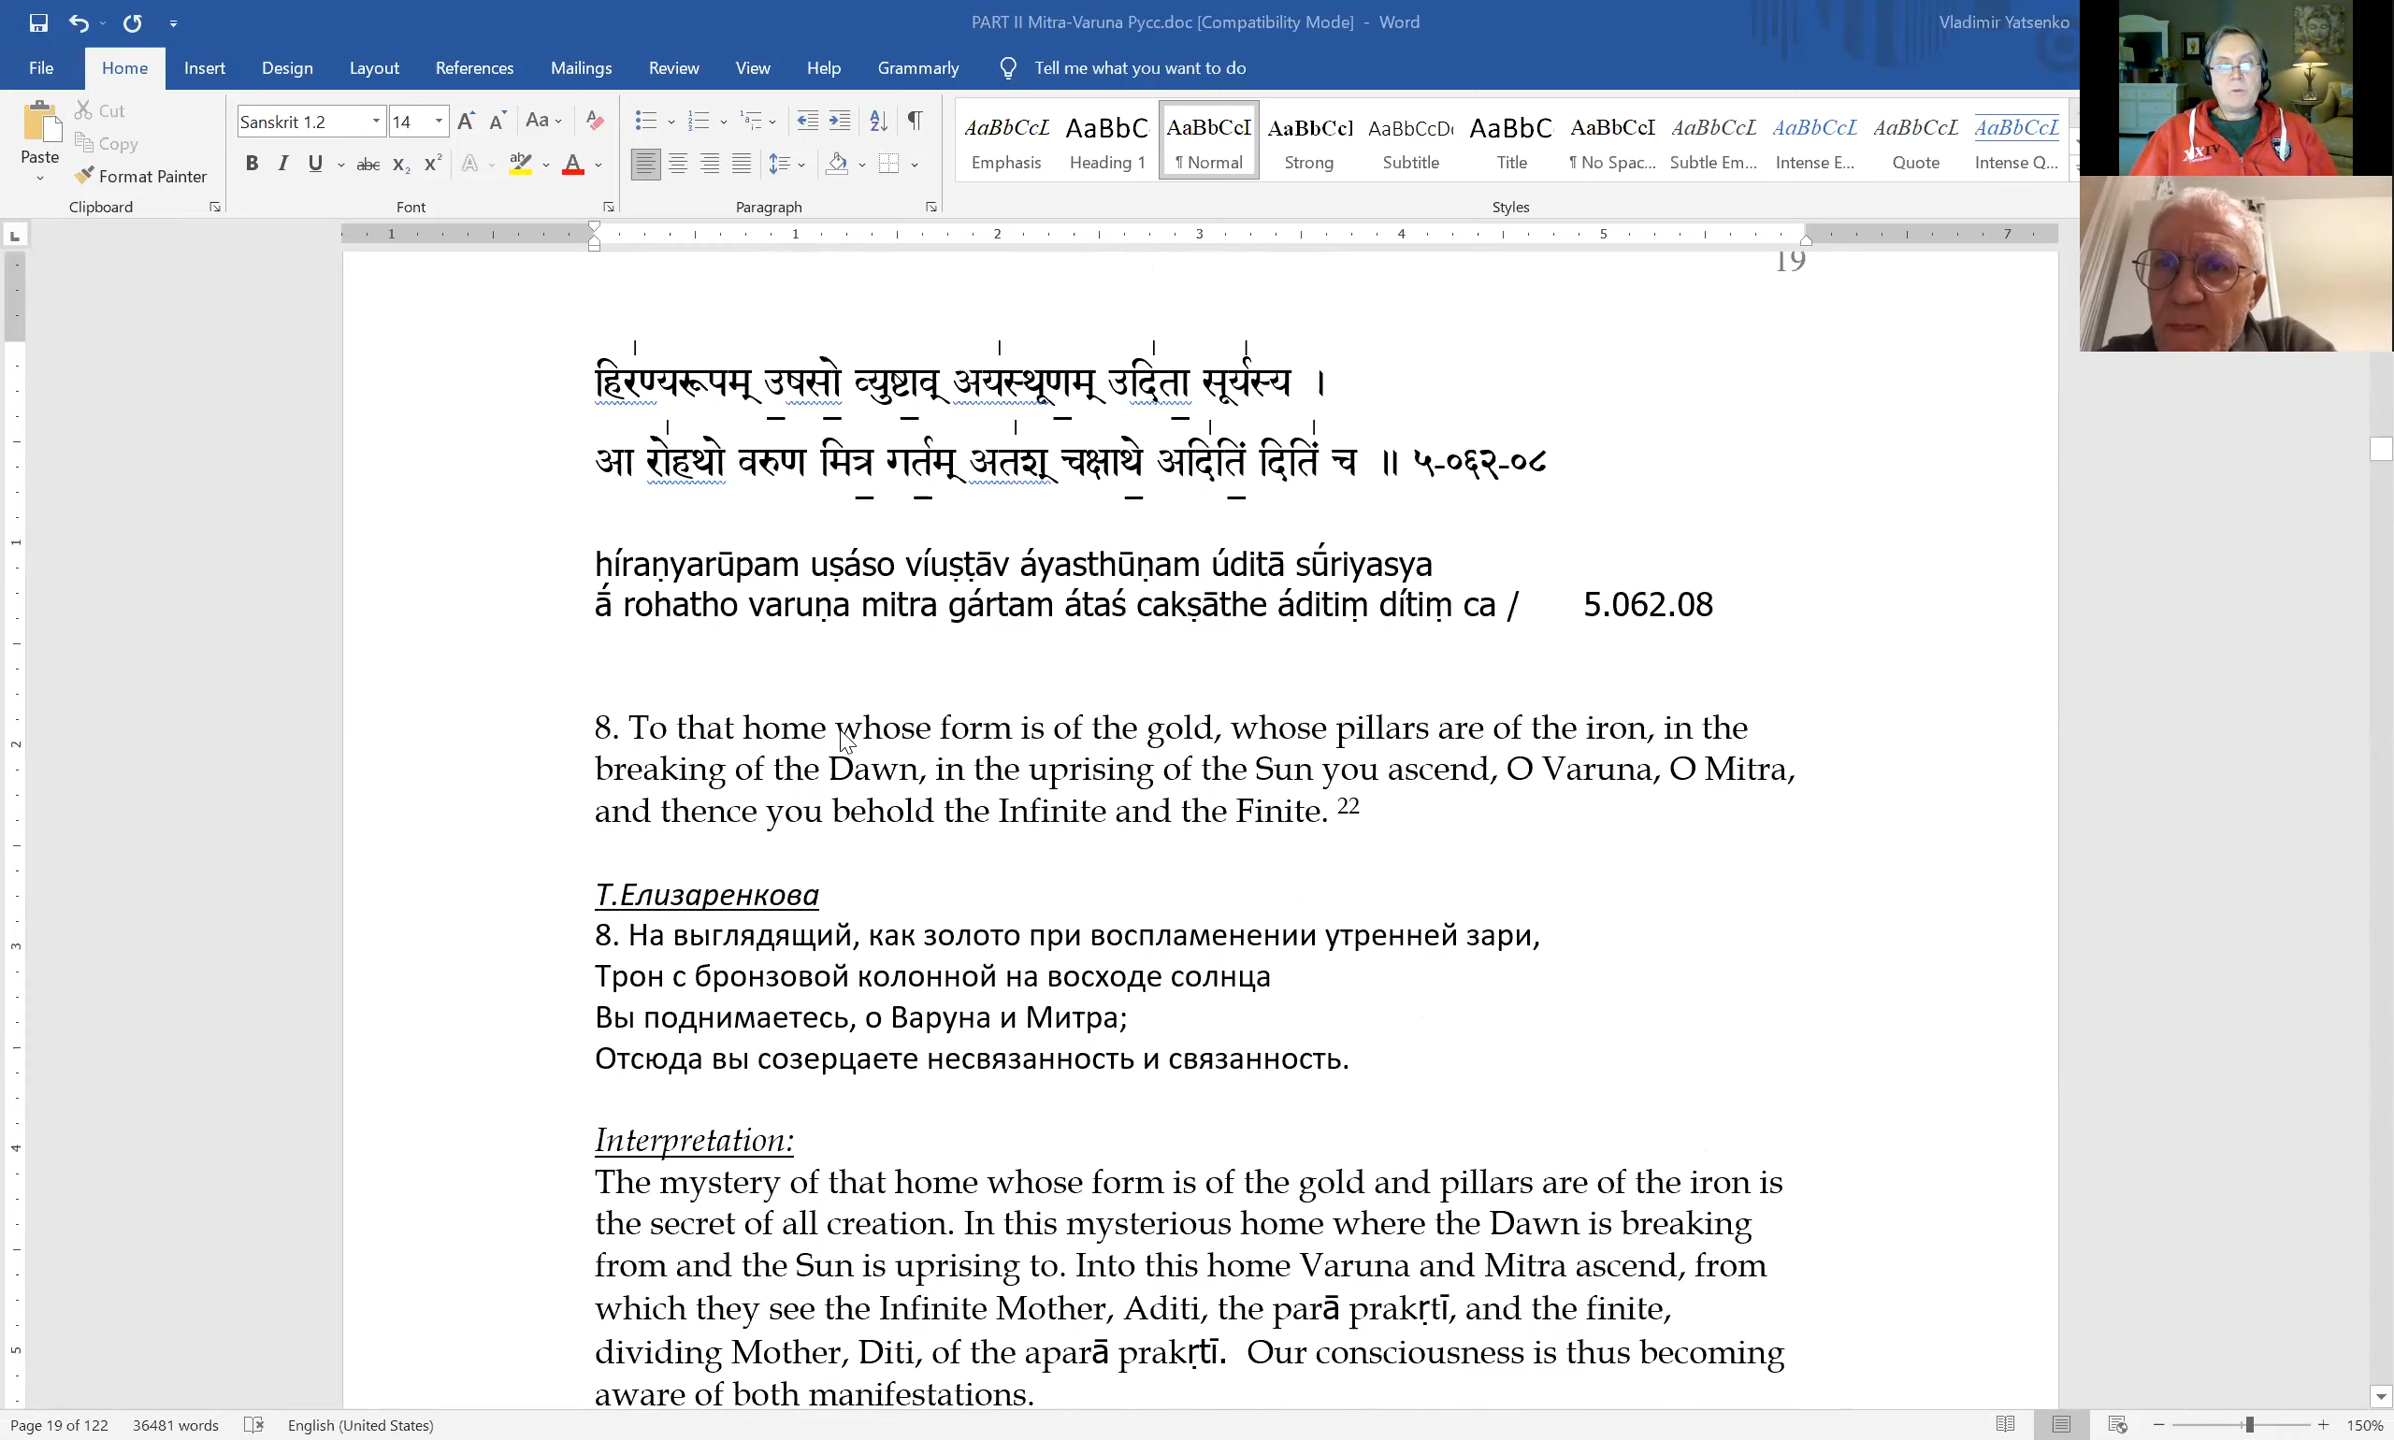 PART II Mitra-Varuna Русс.doc [Compatibility Mode] - Word
Vladimir Yatsenko
File Home Insert Design Layout References Mailings Review View Help Grammarly Tell me what you want to do
Paste
Cut
Copy
Format Painter
Sanskrit 1.2 14
AaBbCcL AaBbC AaBbCcI AaBbCcl AaBbCcDc AaBbC AaBbCcI AaBbCcL AaBbCcL AaBbCcL AaBbCcL
Emphasis Heading 1 ¶ Normal Strong Subtitle Title ¶ No Spac... Subtle Em... Intense E... Quote Intense Q...
Clipboard Font Paragraph Styles
1 1 2 3 4 5 7
19
हिरण्यरूपम् उषसो व्युष्टाव् अयस्थूणम् उदिता सूर्यस्य ।
आ रोहथो वरुण मित्र गर्तम् अतश् चक्षाथे अदितिं दितिं च ॥ ५-०६२-०८
híraṇyarūpam uṣáso víuṣṭāv áyasthūṇam úditā sū́riyasya
ā́ rohatho varuṇa mitra gártam átaś cakṣāthe áditiṃ dítiṃ ca / 5.062.08
8. To that home whose form is of the gold, whose pillars are of the iron, in the
breaking of the Dawn, in the uprising of the Sun you ascend, O Varuna, O Mitra,
and thence you behold the Infinite and the Finite. 22
Т.Елизаренкова
8. На выглядящий, как золото при воспламенении утренней зари,
Трон с бронзовой колонной на восходе солнца
Вы поднимаетесь, о Варуна и Митра;
Отсюда вы созерцаете несвязанность и связанность.
Interpretation:
The mystery of that home whose form is of the gold and pillars are of the iron is
the secret of all creation. In this mysterious home where the Dawn is breaking
from and the Sun is uprising to. Into this home Varuna and Mitra ascend, from
which they see the Infinite Mother, Aditi, the parā prakṛtī, and the finite,
dividing Mother, Diti, of the aparā prakṛtī. Our consciousness is thus becoming
aware of both manifestations.
Page 19 of 122 36481 words English (United States) 150%